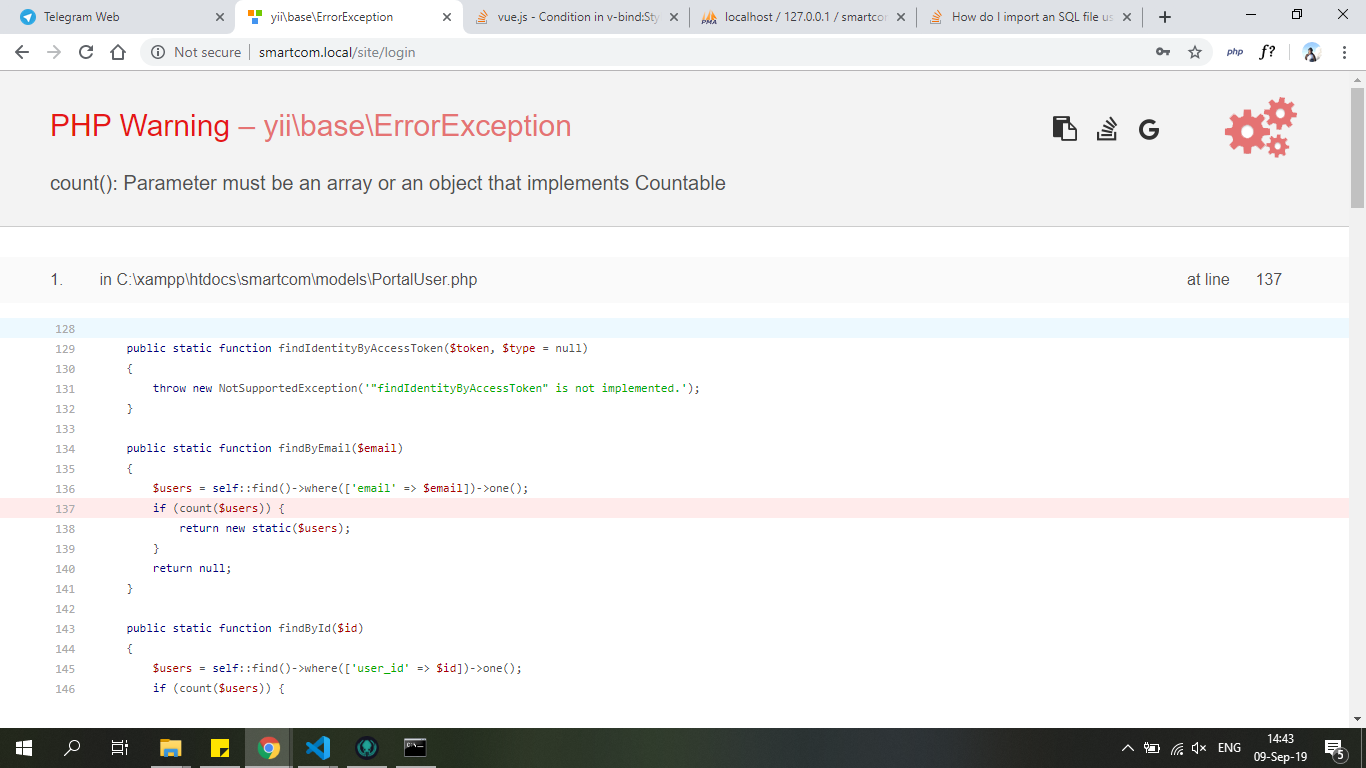 Telegram Web
yii\base\ErrorException
vue.js - Condition in v-bind:Sty
localhost / 127.0.0.1 / smartcor
How do I import an SQL file us
Not secure
smartcom.local/site/login
php
f?
PHP Warning – yii\base\ErrorException
count(): Parameter must be an array or an object that implements Countable
1. in C:\xampp\htdocs\smartcom\models\PortalUser.php at line 137
128
129 public static function findIdentityByAccessToken($token, $type = null)
130 {
131 throw new NotSupportedException('"findIdentityByAccessToken" is not implemented.');
132 }
133
134 public static function findByEmail($email)
135 {
136 $users = self::find()->where(['email' => $email])->one();
137 if (count($users)) {
138 return new static($users);
139 }
140 return null;
141 }
142
143 public static function findById($id)
144 {
145 $users = self::find()->where(['user_id' => $id])->one();
146 if (count($users)) {
ENG
14:43
09-Sep-19
5